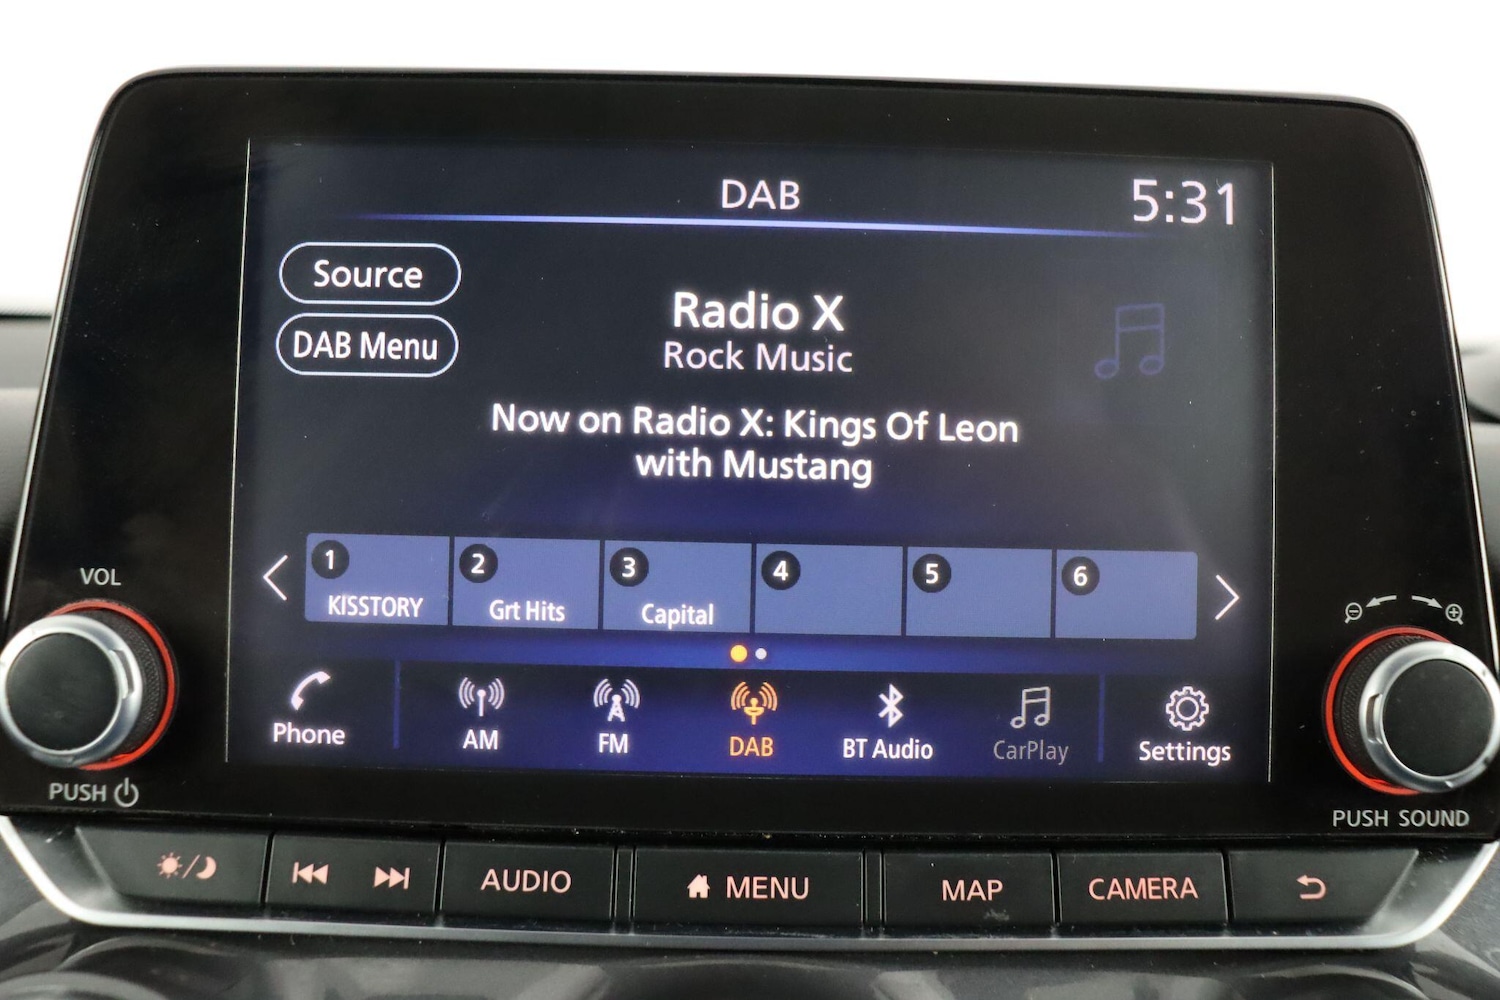 DAB
5:31
Source
DAB Menu
Radio X
Rock Music
Now on Radio X: Kings Of Leon
with Mustang
1 2 3 4 5 6
KISSTORY Grt Hits Capital
Phone AM FM DAB BT Audio CarPlay Settings
VOL
PUSH
PUSH SOUND
AUDIO MENU MAP CAMERA